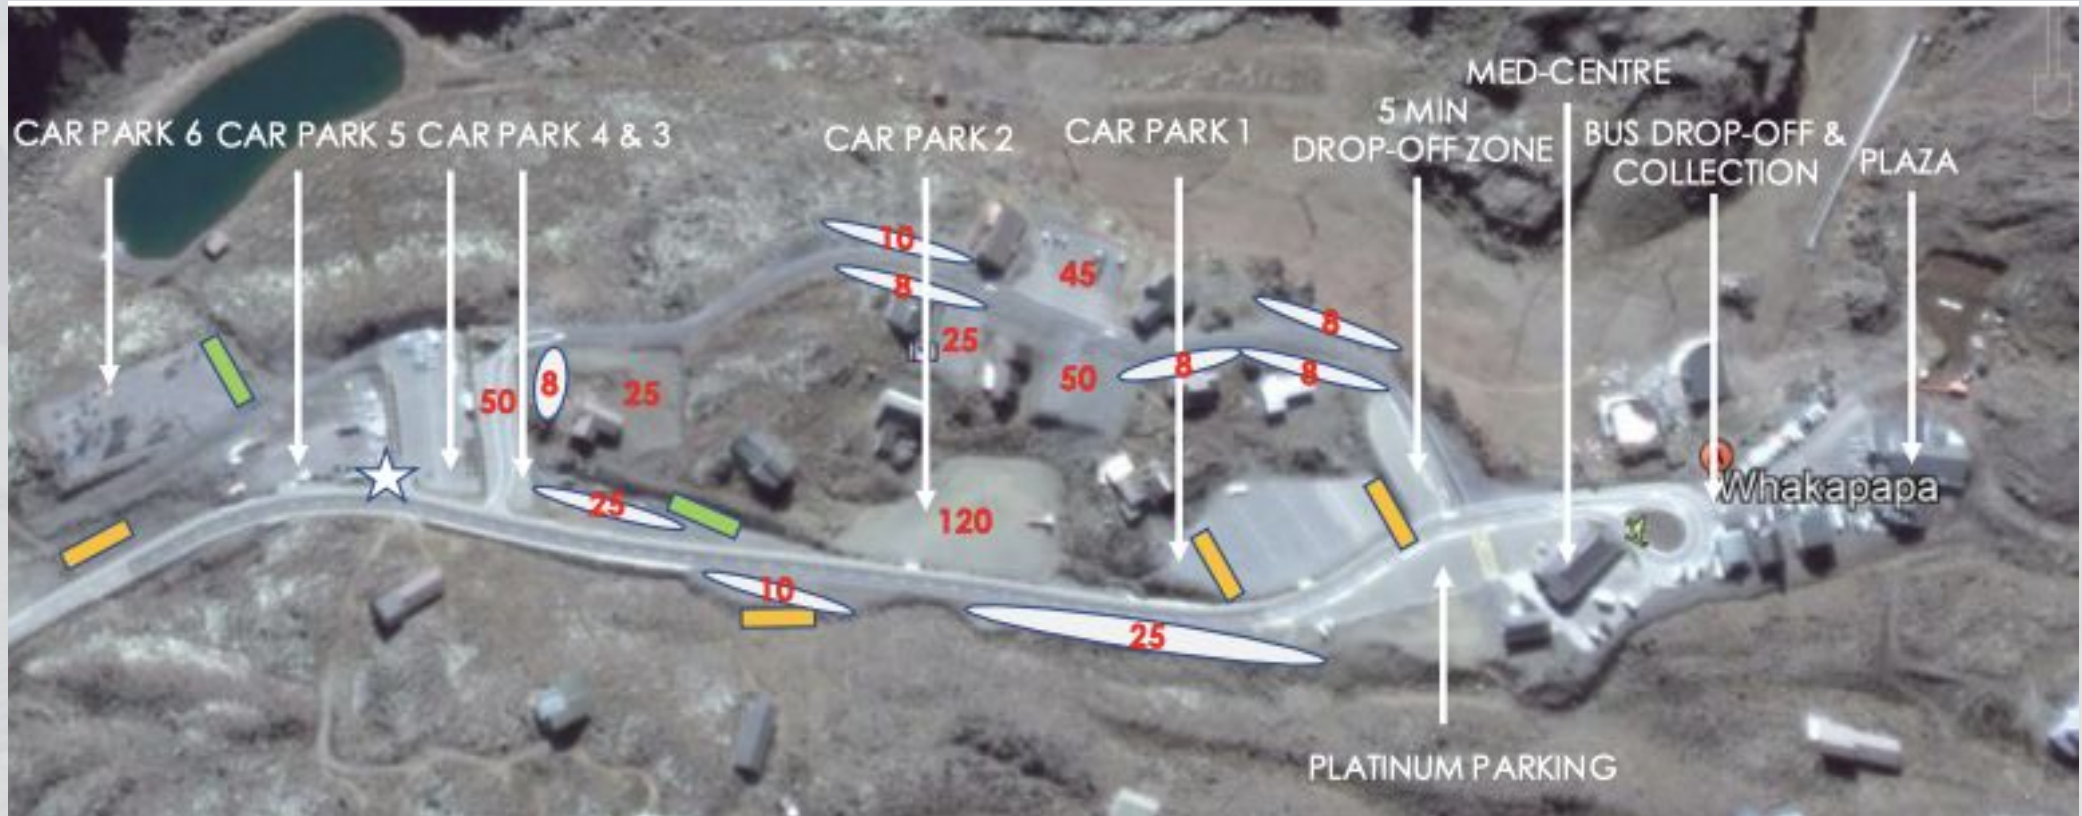 MED-CENTRE
5 MIN
DROP-OFF ZONE
BUS DROP-OFF &
COLLECTION
PLAZA
CAR PARK 6
CAR PARK 5
CAR PARK 4 & 3
CAR PARK 2
CAR PARK 1
10
45
8
25
8
50
8
8
50
8
25
Whakapapa
25
120
10
25
PLATINUM PARKING